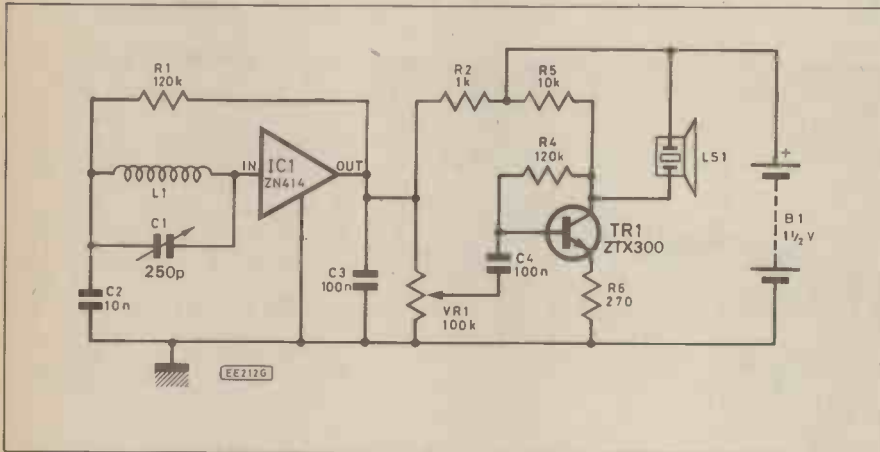 R1
120k
L1
C1
250p
C2
10n
IN
IC1
ZN414
OUT
C3
100n
R2
1k
R5
10k
R4
120k
C4
100n
VR1
100k
TR1
ZTX300
R6
270
LS1
+
B1
1½V
EE212G